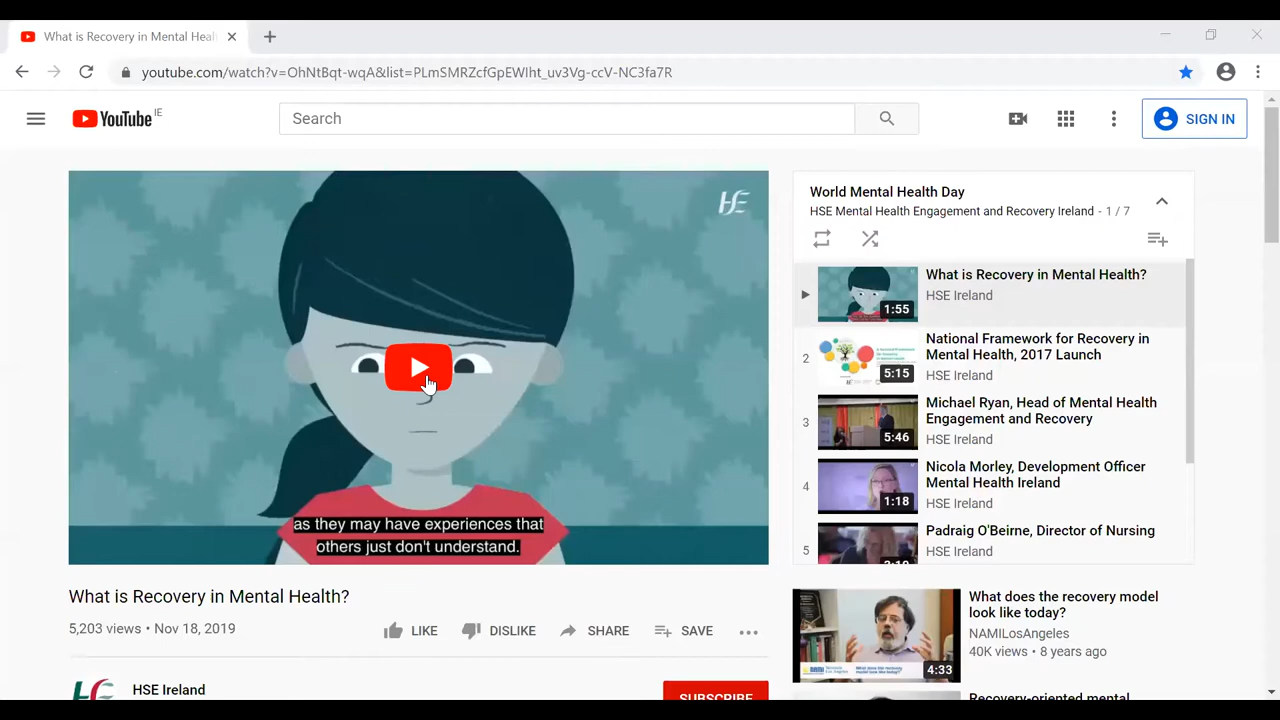 What is Recovery in Mental Heal
youtube.com/watch?v=OhNtBqt-wqA&list=PLmSMRZcfGpEWIht_uv3Vg-ccV-NC3fa7R
YouTube IE
Search
SIGN IN
HSE
as they may have experiences that
others just don't understand.
What is Recovery in Mental Health?
5,203 views • Nov 18, 2019
LIKE
DISLIKE
SHARE
SAVE
HSE Ireland
SUBSCRIBE
World Mental Health Day
HSE Mental Health Engagement and Recovery Ireland - 1 / 7
1:55
What is Recovery in Mental Health?
HSE Ireland
2
5:15
National Framework for Recovery in
Mental Health, 2017 Launch
HSE Ireland
3
5:46
Michael Ryan, Head of Mental Health
Engagement and Recovery
HSE Ireland
4
1:18
Nicola Morley, Development Officer
Mental Health Ireland
HSE Ireland
5
Padraig O'Beirne, Director of Nursing
HSE Ireland
4:33
What does the recovery model
look like today?
NAMILosAngeles
40K views • 8 years ago
Recovery-oriented mental